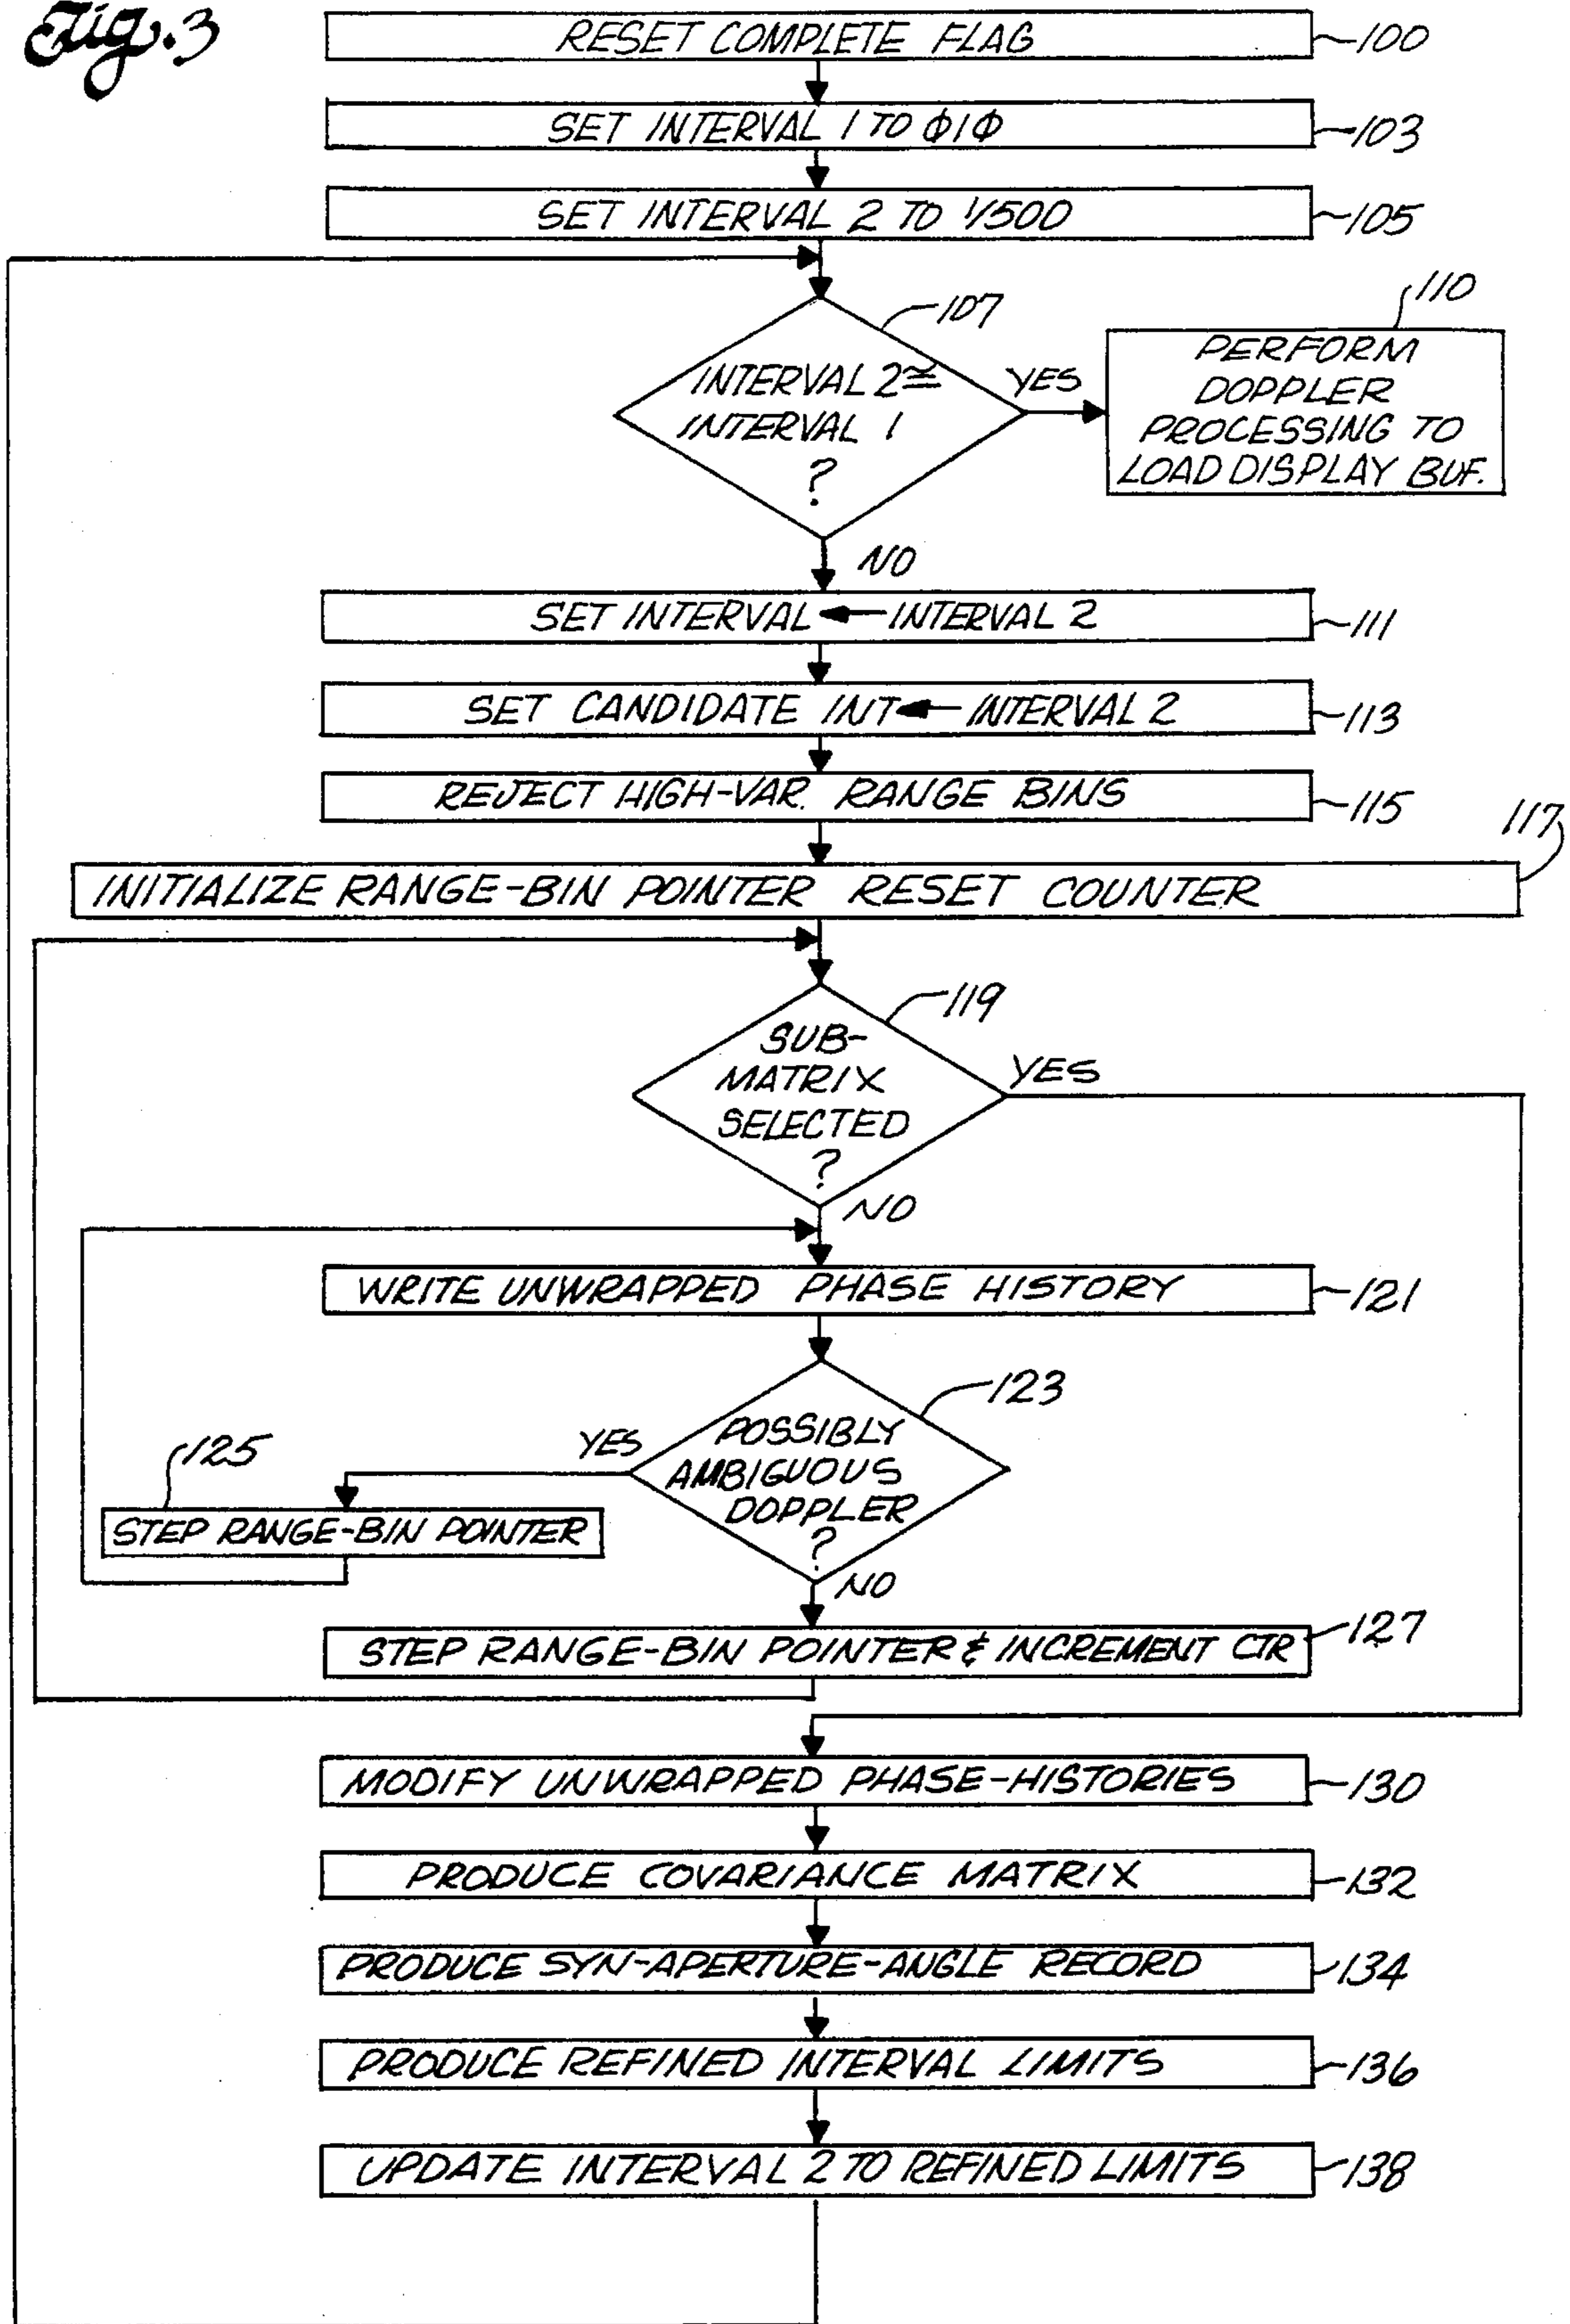 Fig. 3
RESET COMPLETE FLAG
100
SET INTERVAL 1 TO φ1φ
103
SET INTERVAL 2 TO 1/500
105
107
INTERVAL 2≅
INTERVAL 1
?
YES
110
PERFORM
DOPPLER
PROCESSING TO
LOAD DISPLAY BUF.
NO
SET INTERVAL ← INTERVAL 2
111
SET CANDIDATE INT ← INTERVAL 2
113
REJECT HIGH-VAR. RANGE BINS
115
117
INITIALIZE RANGE-BIN POINTER RESET COUNTER
119
SUB-
MATRIX
SELECTED
?
YES
NO
WRITE UNWRAPPED PHASE HISTORY
121
123
POSSIBLY
AMBIGUOUS
DOPPLER
?
YES
125
STEP RANGE-BIN POINTER
NO
STEP RANGE-BIN POINTER & INCREMENT CTR
127
MODIFY UNWRAPPED PHASE-HISTORIES
130
PRODUCE COVARIANCE MATRIX
132
PRODUCE SYN-APERTURE-ANGLE RECORD
134
PRODUCE REFINED INTERVAL LIMITS
136
UPDATE INTERVAL 2 TO REFINED LIMITS
138